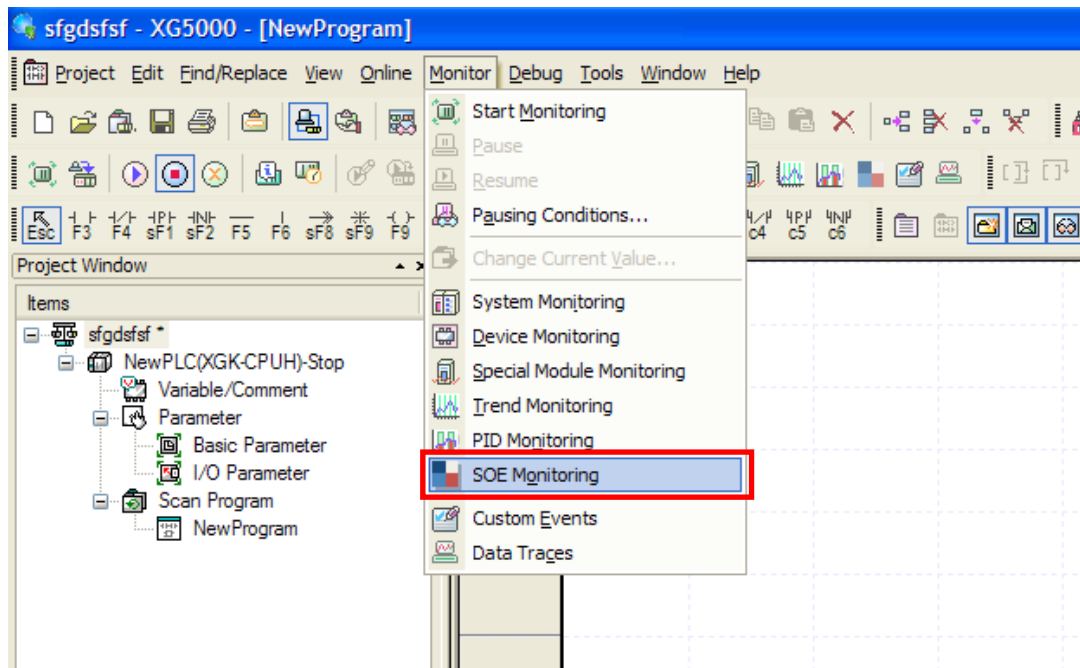 sfgdsfsf - XG5000 - [NewProgram]
Project Edit Find/Replace View Online Monitor Debug Tools Window Help
Start Monitoring
Pause
Resume
Pausing Conditions...
Change Current Value...
System Monitoring
Device Monitoring
Special Module Monitoring
Trend Monitoring
PID Monitoring
SOE Monitoring
Custom Events
Data Traces
Esc F3 F4 sF1 sF2 F5 F6 sF8 sF9 F9 c4 c5 c6
Project Window
Items
sfgdsfsf *
NewPLC(XGK-CPUH)-Stop
Variable/Comment
Parameter
Basic Parameter
I/O Parameter
Scan Program
NewProgram